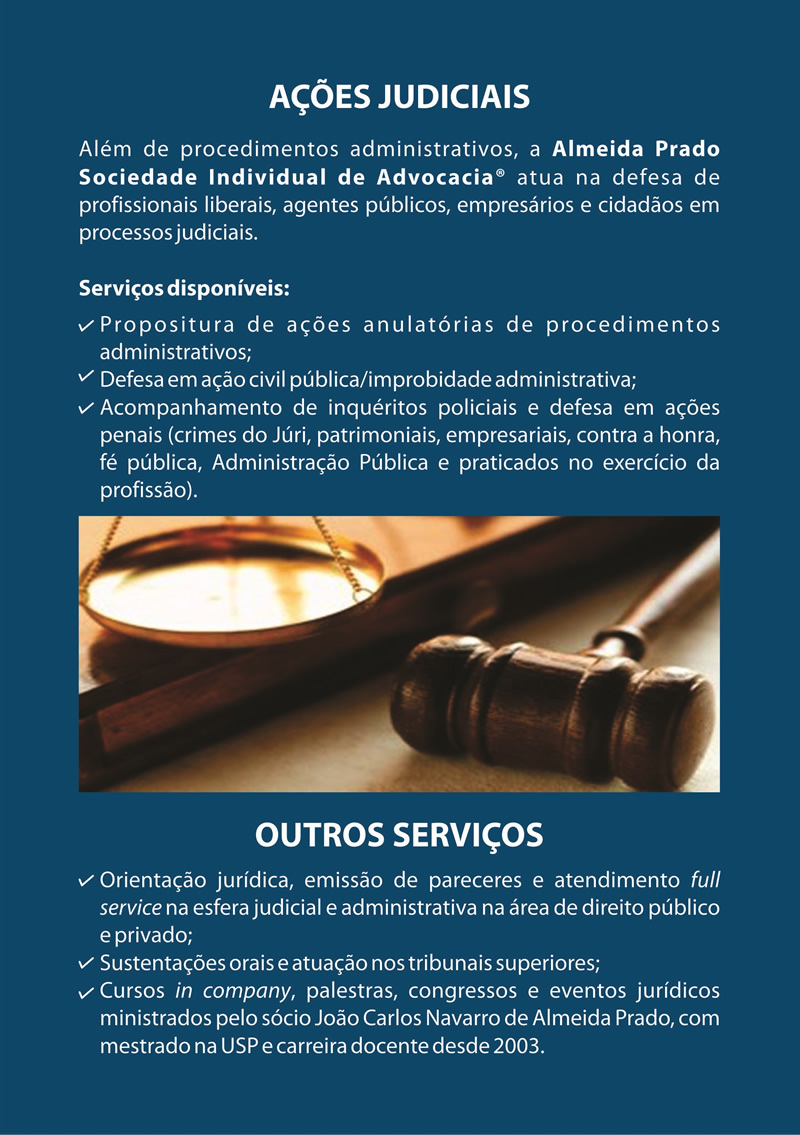 AÇÕES JUDICIAIS
Além de procedimentos administrativos, a Almeida Prado
Sociedade Individual de Advocacia® atua na defesa de
profissionais liberais, agentes públicos, empresários e cidadãos em
processos judiciais.
Serviços disponíveis:
✓ Propositura de ações anulatórias de procedimentos
administrativos;
✓ Defesa em ação civil pública/improbidade administrativa;
✓ Acompanhamento de inquéritos policiais e defesa em ações
penais (crimes do Júri, patrimoniais, empresariais, contra a honra,
fé pública, Administração Pública e praticados no exercício da
profissão).
OUTROS SERVIÇOS
✓ Orientação jurídica, emissão de pareceres e atendimento full
service na esfera judicial e administrativa na área de direito público
e privado;
✓ Sustentações orais e atuação nos tribunais superiores;
✓ Cursos in company, palestras, congressos e eventos jurídicos
ministrados pelo sócio João Carlos Navarro de Almeida Prado, com
mestrado na USP e carreira docente desde 2003.